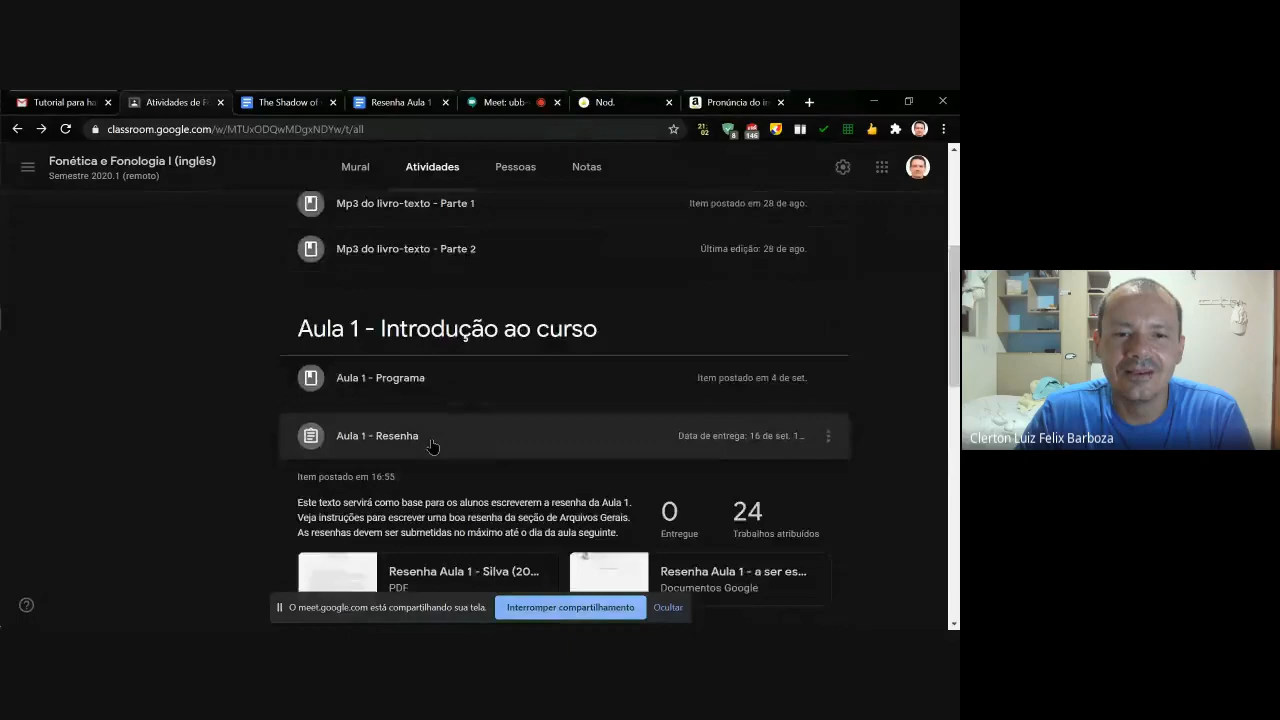 Tutorial para ha
Atividades de F
The Shadow of
Resenha Aula 1
Meet: ubb-
Nod.
Pronúncia do in
classroom.google.com/w/MTUxODQwMDgxNDYw/t/all
21:
02
8
146
Fonética e Fonologia I (inglês)
Semestre 2020.1 (remoto)
Mural
Atividades
Pessoas
Notas
Mp3 do livro-texto - Parte 1
Item postado em 28 de ago.
Mp3 do livro-texto - Parte 2
Última edição: 28 de ago.
Aula 1 - Introdução ao curso
Aula 1 - Programa
Item postado em 4 de set.
Aula 1 - Resenha
Data de entrega: 16 de set. 1...
Item postado em 16:55
Este texto servirá como base para os alunos escreverem a resenha da Aula 1.
Veja instruções para escrever uma boa resenha da seção de Arquivos Gerais.
As resenhas devem ser submetidas no máximo até o dia da aula seguinte.
0
Entregue
24
Trabalhos atribuídos
Resenha Aula 1 - Silva (20...
PDF
Resenha Aula 1 - a ser es...
Documentos Google
O meet.google.com está compartilhando sua tela.
Interromper compartilhamento
Ocultar
Clerton Luiz Felix Barboza